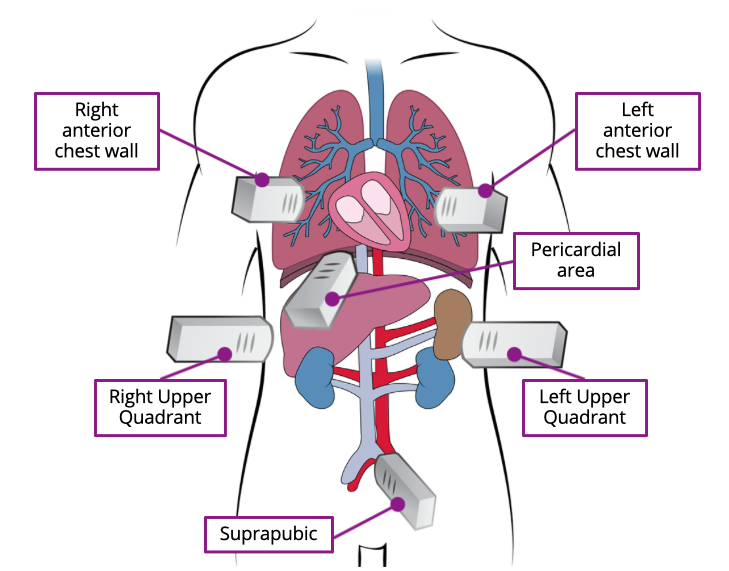 Right
anterior
chest wall
Left
anterior
chest wall
Pericardial
area
Right Upper
Quadrant
Left Upper
Quadrant
Suprapubic